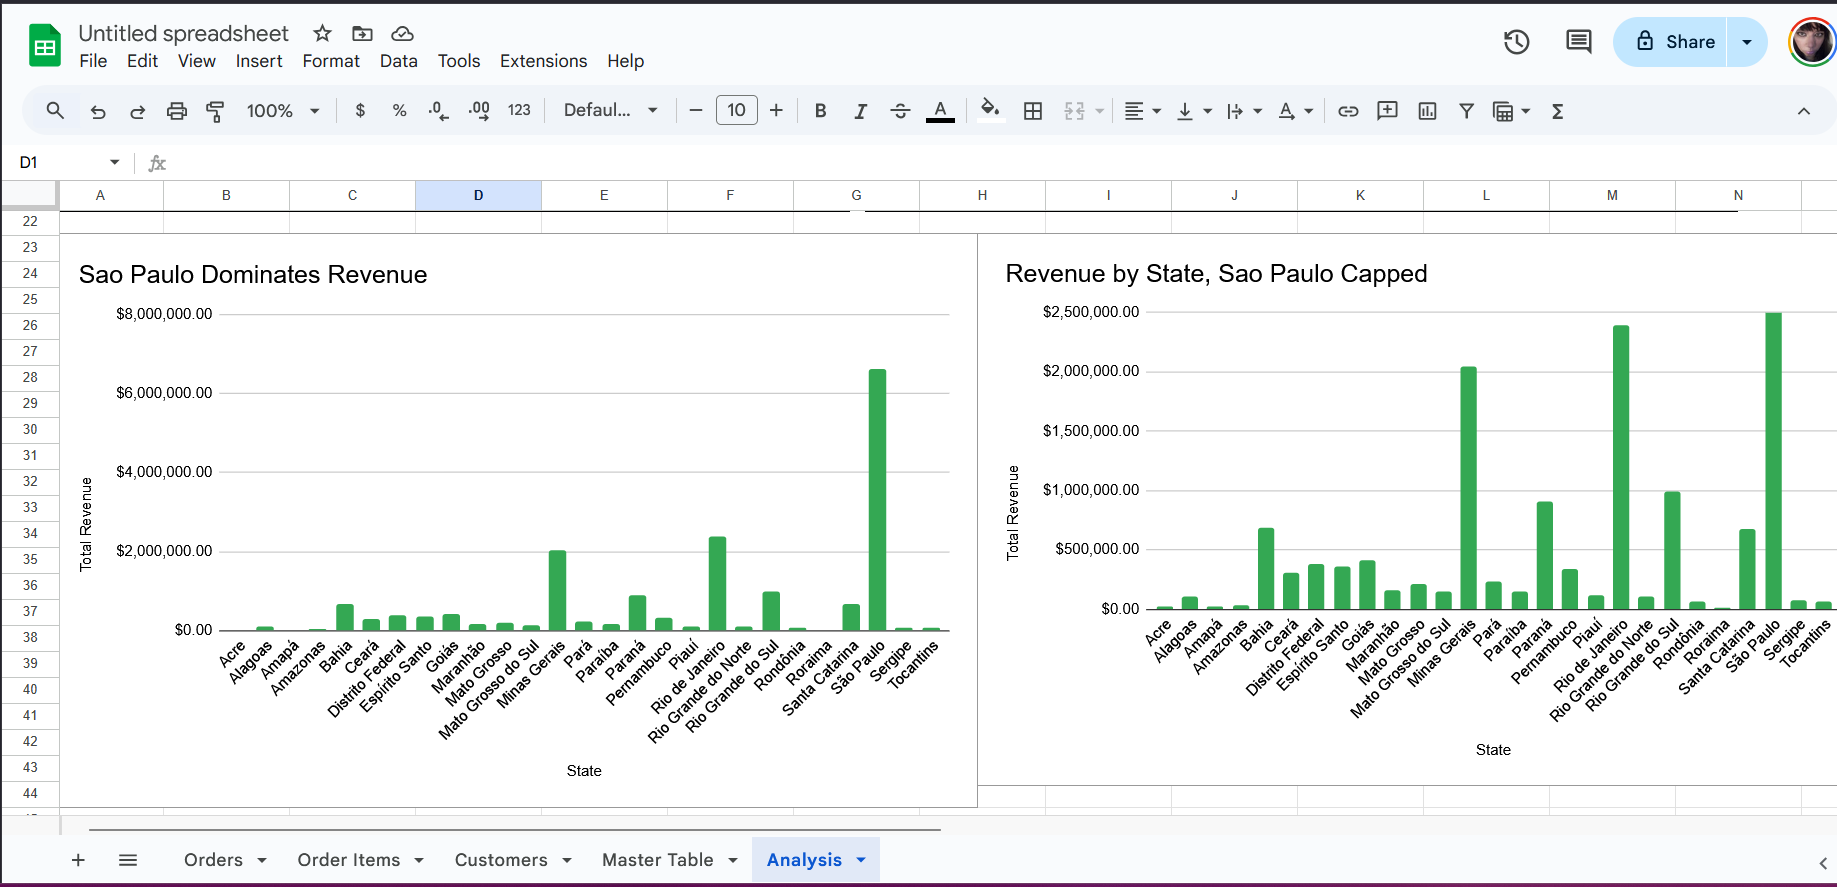 Untitled spreadsheet
File Edit View Insert Format Data Tools Extensions Help
Share
100% $ % .0 .00 123 Defaul... 10 B I A A Σ
D1 fx
A B C D E F G H I J K L M N
22
23
24
25
26
27
28
29
30
31
32
33
34
35
36
37
38
39
40
41
42
43
44
Sao Paulo Dominates Revenue
$8,000,000.00
$6,000,000.00
$4,000,000.00
$2,000,000.00
$0.00
Total Revenue
Acre
Alagoas
Amapá
Amazonas
Bahia
Ceará
Distrito Federal
Espírito Santo
Goiás
Maranhão
Mato Grosso
Mato Grosso do Sul
Minas Gerais
Pará
Paraíba
Paraná
Pernambuco
Piauí
Rio de Janeiro
Rio Grande do Norte
Rio Grande do Sul
Rondônia
Roraima
Santa Catarina
São Paulo
Sergipe
Tocantins
State
Revenue by State, Sao Paulo Capped
$2,500,000.00
$2,000,000.00
$1,500,000.00
$1,000,000.00
$500,000.00
$0.00
Total Revenue
Acre
Alagoas
Amapá
Amazonas
Bahia
Ceará
Distrito Federal
Espírito Santo
Goiás
Maranhão
Mato Grosso
Mato Grosso do Sul
Minas Gerais
Pará
Paraíba
Paraná
Pernambuco
Piauí
Rio de Janeiro
Rio Grande do Norte
Rio Grande do Sul
Rondônia
Roraima
Santa Catarina
São Paulo
Sergipe
Tocantins
State
Orders Order Items Customers Master Table Analysis